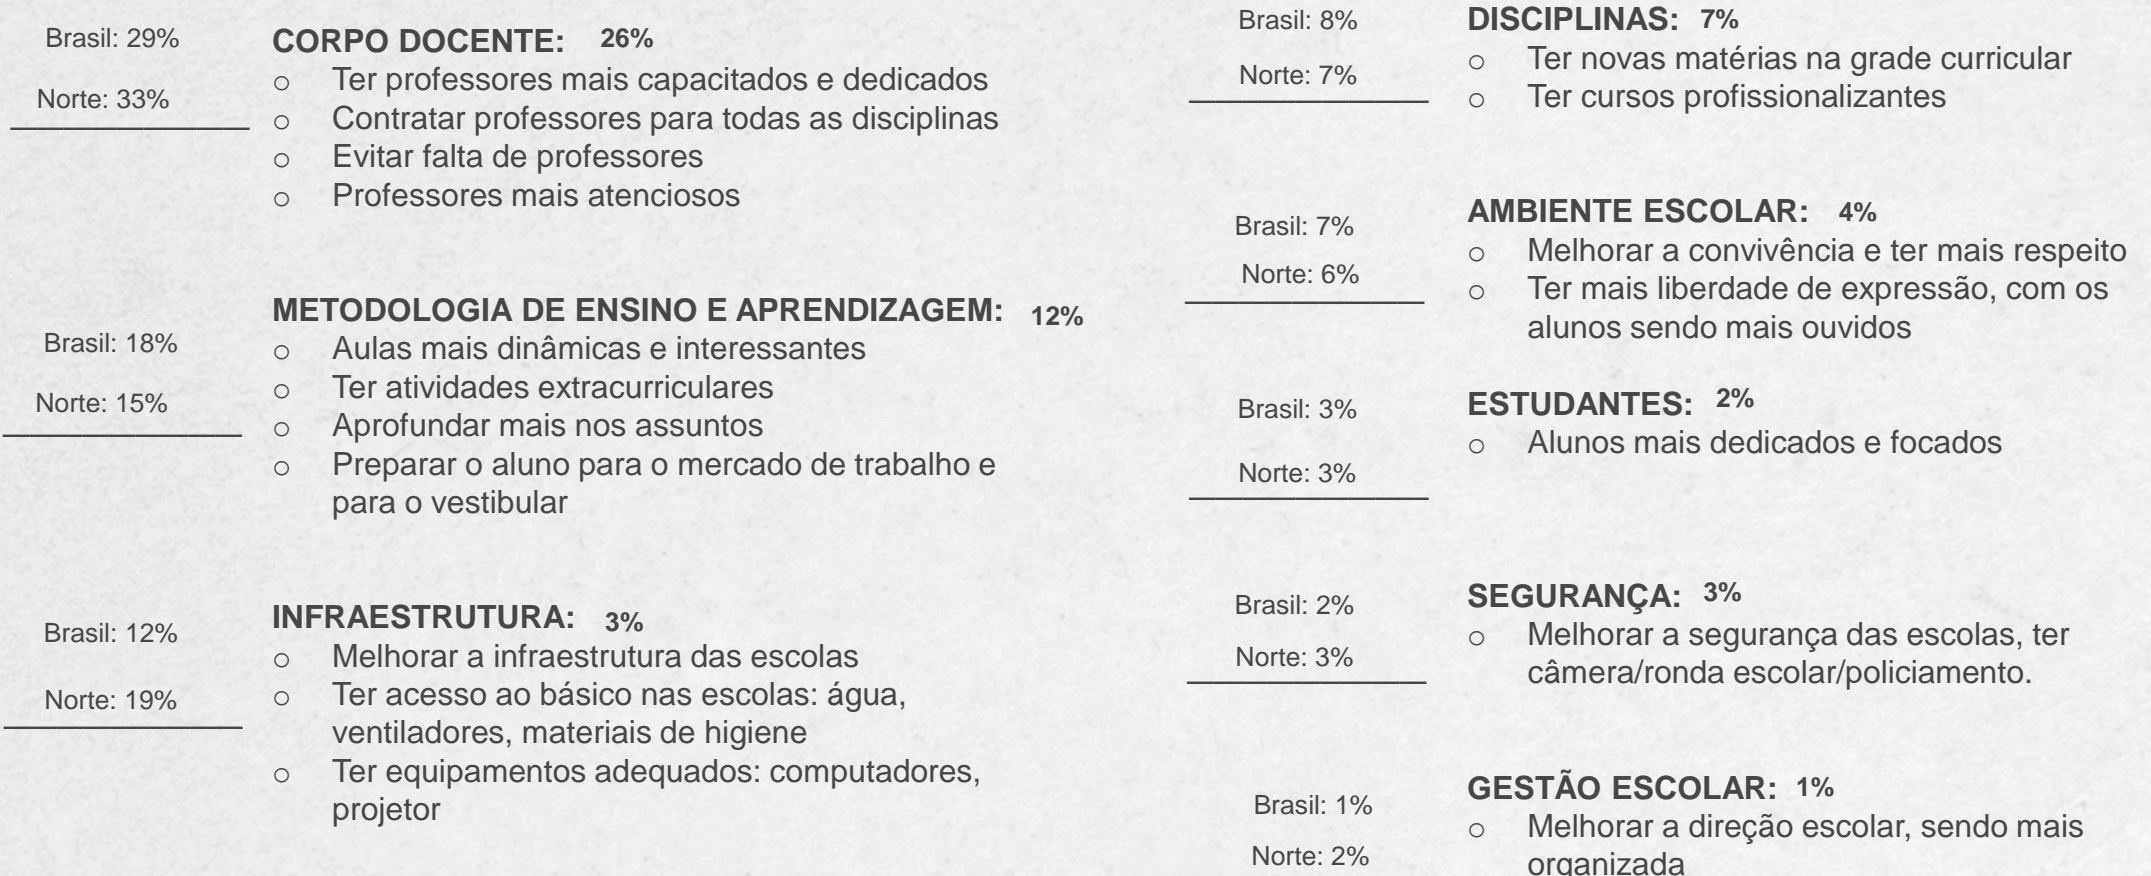 Brasil: 29%
Norte: 33%
CORPO DOCENTE: 26%
o Ter professores mais capacitados e dedicados
o Contratar professores para todas as disciplinas
o Evitar falta de professores
o Professores mais atenciosos
Brasil: 18%
Norte: 15%
METODOLOGIA DE ENSINO E APRENDIZAGEM: 12%
o Aulas mais dinâmicas e interessantes
o Ter atividades extracurriculares
o Aprofundar mais nos assuntos
o Preparar o aluno para o mercado de trabalho e
para o vestibular
Brasil: 12%
Norte: 19%
INFRAESTRUTURA: 3%
o Melhorar a infraestrutura das escolas
o Ter acesso ao básico nas escolas: água,
ventiladores, materiais de higiene
o Ter equipamentos adequados: computadores,
projetor
Brasil: 8%
Norte: 7%
DISCIPLINAS: 7%
o Ter novas matérias na grade curricular
o Ter cursos profissionalizantes
Brasil: 7%
Norte: 6%
AMBIENTE ESCOLAR: 4%
o Melhorar a convivência e ter mais respeito
o Ter mais liberdade de expressão, com os
alunos sendo mais ouvidos
Brasil: 3%
Norte: 3%
ESTUDANTES: 2%
o Alunos mais dedicados e focados
Brasil: 2%
Norte: 3%
SEGURANÇA: 3%
o Melhorar a segurança das escolas, ter
câmera/ronda escolar/policiamento.
Brasil: 1%
Norte: 2%
GESTÃO ESCOLAR: 1%
o Melhorar a direção escolar, sendo mais
organizada